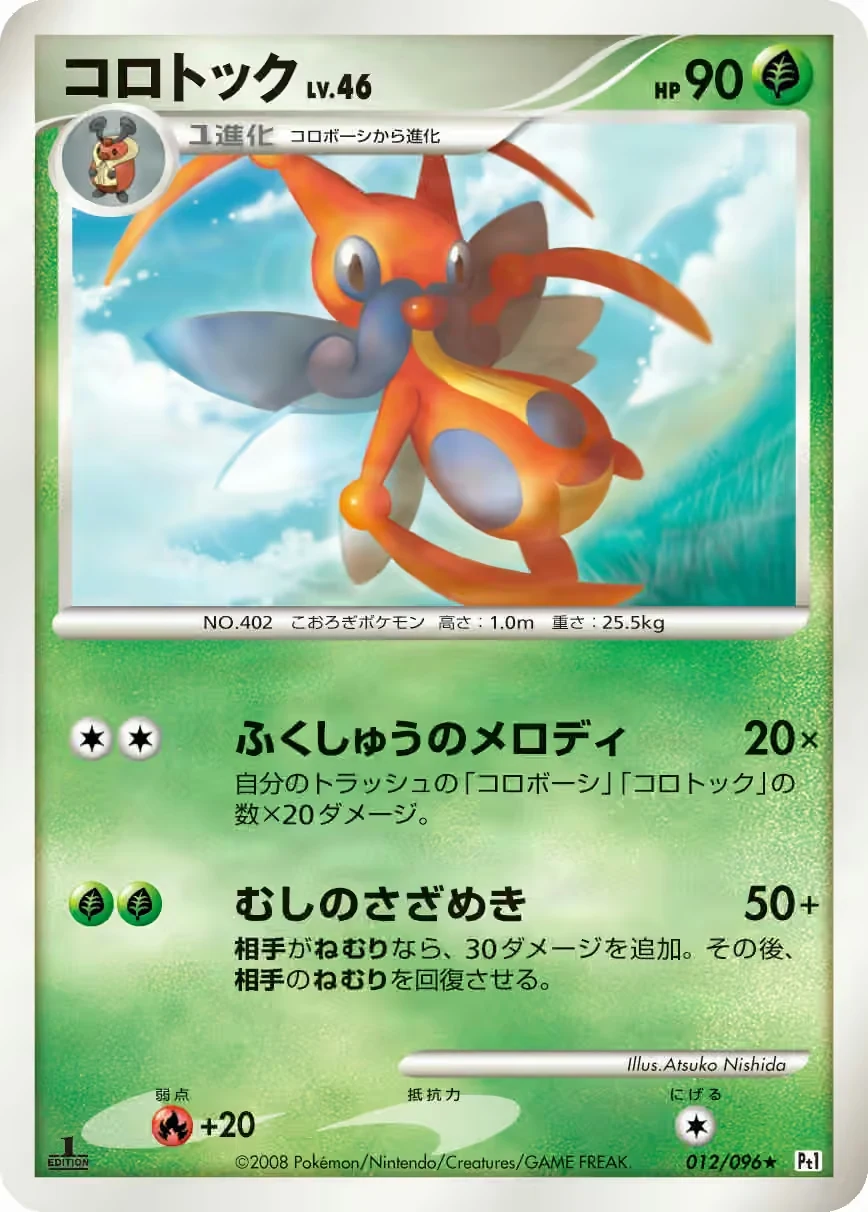 コロトック LV.46 HP 90
1進化 コロボーシから進化
NO.402 こおろぎポケモン 高さ：1.0m 重さ：25.5kg
ふくしゅうのメロディ 20×
自分のトラッシュの「コロボーシ」「コロトック」の
数×20ダメージ。
むしのさざめき 50+
相手がねむりなら、30ダメージを追加。その後、
相手のねむりを回復させる。
Illus.Atsuko Nishida
弱点 抵抗力 にげる
+20
1 EDITION
©2008 Pokémon/Nintendo/Creatures/GAME FREAK. 012/096★ Pt1